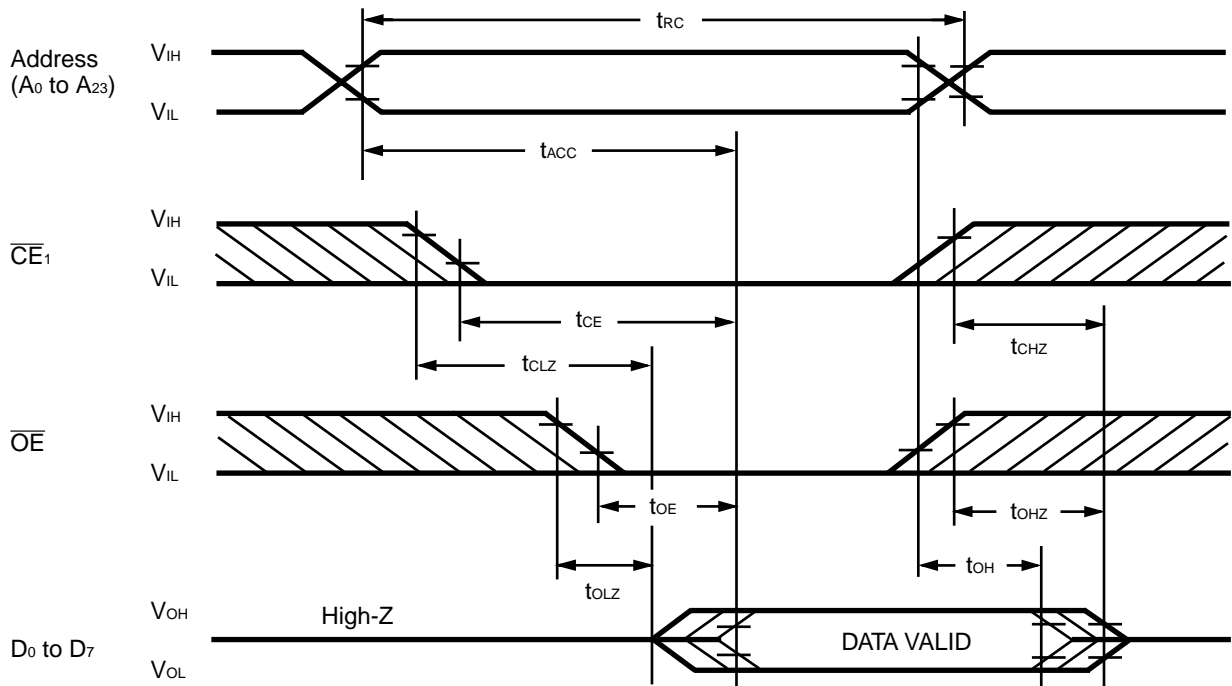 tRC
Address
(A0 to A23)
VIH
VIL
tACC
CE1
VIH
VIL
tCE
tCHZ
tCLZ
OE
VIH
VIL
tOE
tOHZ
tOH
tOLZ
D0 to D7
VOH
VOL
High-Z
DATA VALID